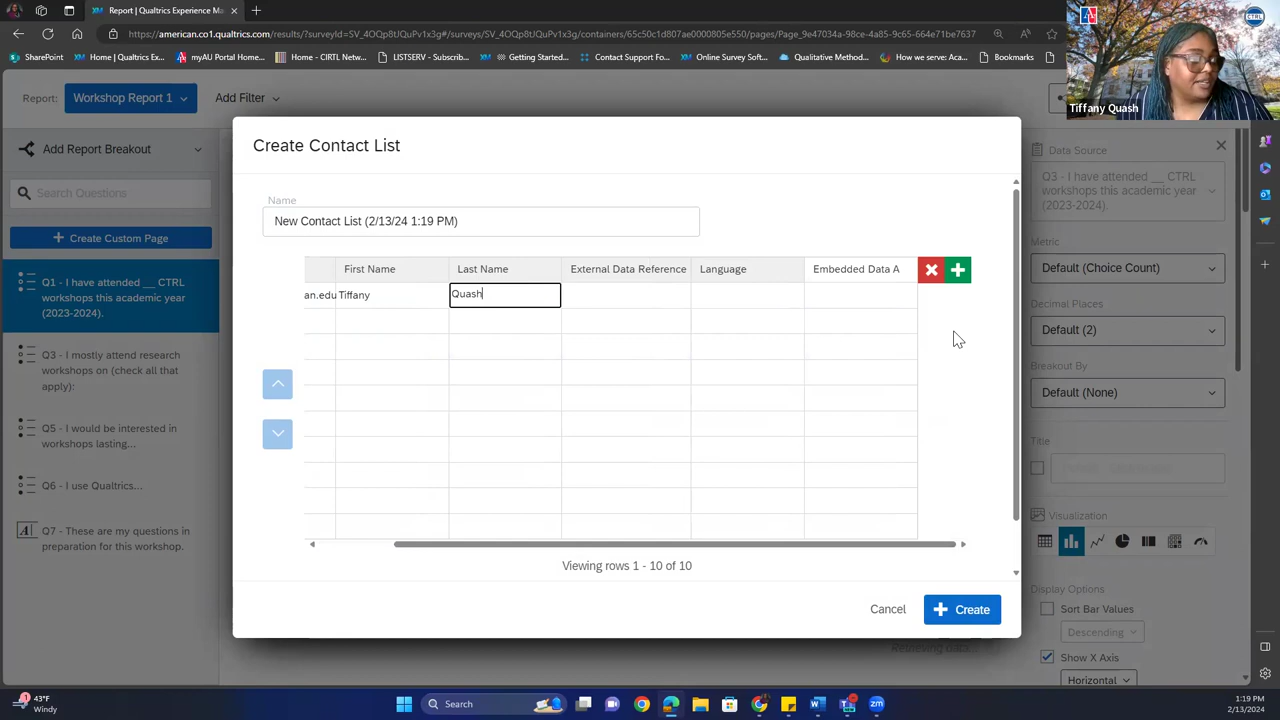 Report | Qualtrics Experience M
https://american.co1.qualtrics.com/results/?surveyId=SV_4OQp8tUQuPv1x3g#/surveys/SV_4OQp8tUQuPv1x3g/containers/65c50c1d807ae0000805e550/pages/Page_9e47034a-98ce-4a85-9c65-664e71be7637
SharePoint
Home | Qualtrics Ex...
myAU Portal Home...
Home - CIRTL Netw...
LISTSERV - Subscrib...
Getting Started...
Contact Support Fo...
Online Survey Soft...
Qualitative Method...
How we serve: Aca...
Bookmarks
Tiffany Quash
Report:
Workshop Report 1
Add Filter
Create Contact List
Add Report Breakout
Search Questions
Create Custom Page
Q1 - I have attended __ CTRL
workshops this academic year
(2023-2024).
Q3 - I mostly attend research
workshops on (check all that
apply):
Q5 - I would be interested in
workshops lasting...
Q6 - I use Qualtrics...
Q7 - These are my questions in
preparation for this workshop.
Name
New Contact List (2/13/24 1:19 PM)
First Name
Last Name
External Data Reference
Language
Embedded Data A
an.edu
Tiffany
Quash
Viewing rows 1 - 10 of 10
Cancel
Create
Retrieving data...
Data Source
Q3 - I have attended __ CTRL
workshops this academic year
(2023-2024).
Metric
Default (Choice Count)
Decimal Places
Default (2)
Breakout By
Default (None)
Title
Visualization
Display Options
Sort Bar Values
Descending
Show X Axis
Horizontal
43°F
Windy
Search
1:19 PM
2/13/2024
CTRL